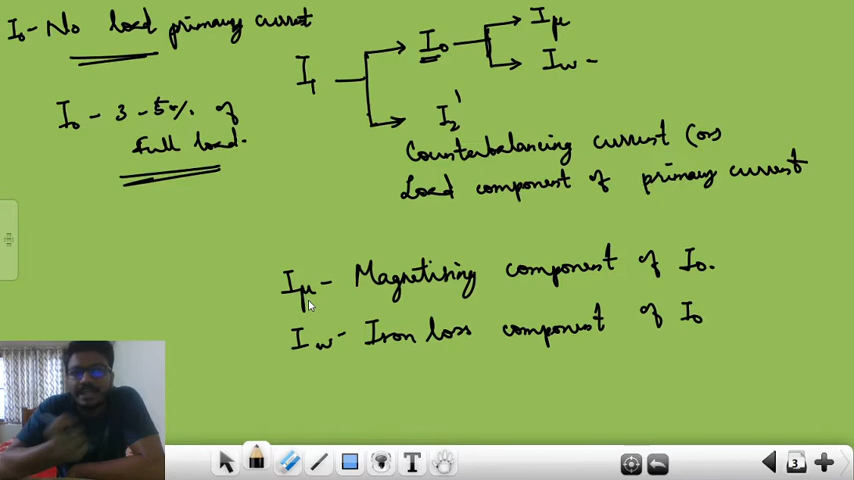 I₀ - No load primary current
I₀ - 3 - 5% of
Full load.
I₁
I₀
Iμ
Iw -
I₂'
Counterbalancing current (or)
Load component of primary current
Iμ - Magnetising component of I₀.
Iw - Iron loss component of I₀
T
3